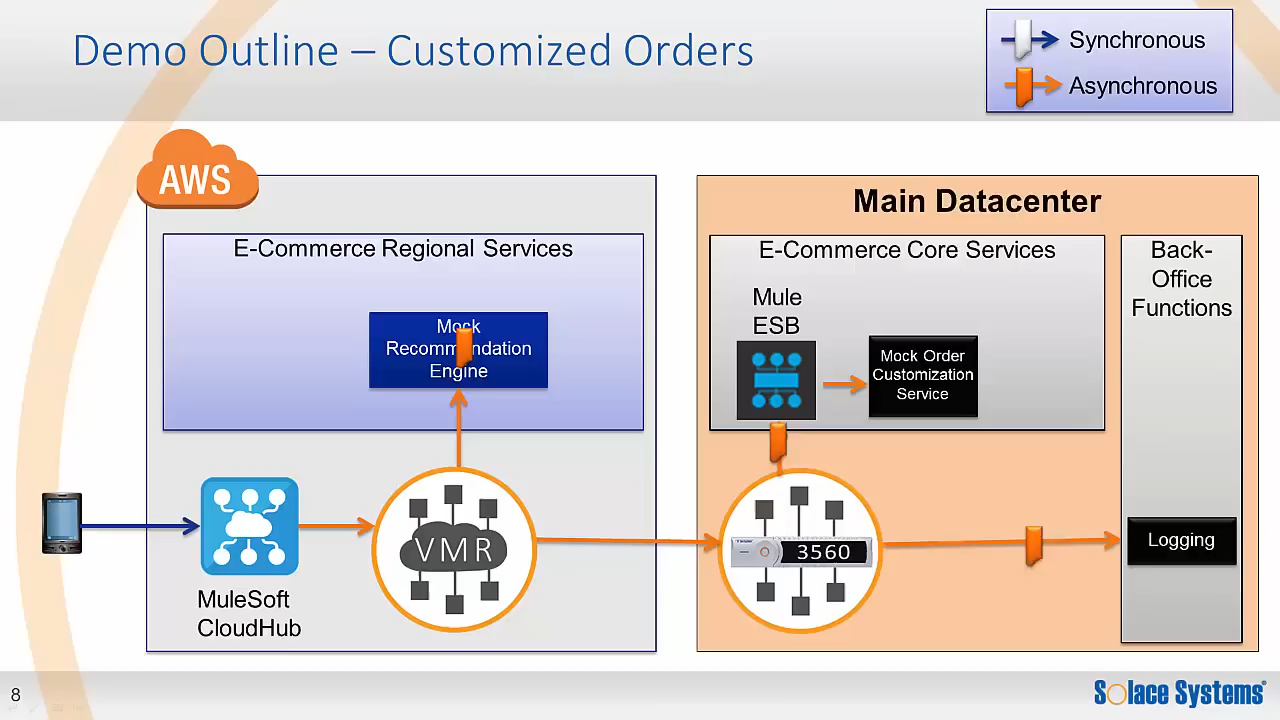 Demo Outline – Customized Orders
Synchronous
Asynchronous
AWS
Main Datacenter
E-Commerce Regional Services
E-Commerce Core Services
Back-
Office
Functions
Mule
ESB
Mock
Recommendation
Engine
Mock Order
Customization
Service
VMR
3560
Logging
MuleSoft
CloudHub
8
Solace Systems